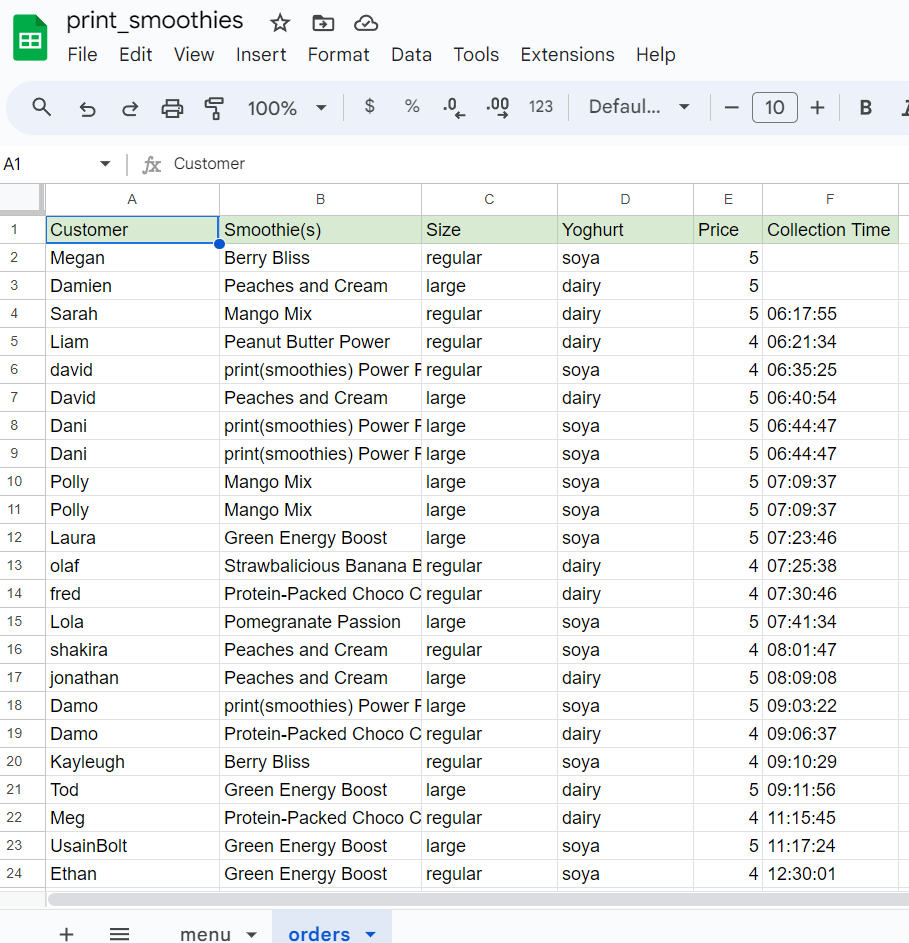 print_smoothies
File Edit View Insert Format Data Tools Extensions Help
100% $ % .0 .00 123 Defaul... 10 B
A1 fx Customer
A B C D E F
1 Customer Smoothie(s) Size Yoghurt Price Collection Time
2 Megan Berry Bliss regular soya 5
3 Damien Peaches and Cream large dairy 5
4 Sarah Mango Mix regular dairy 5 06:17:55
5 Liam Peanut Butter Power regular dairy 4 06:21:34
6 david print(smoothies) Power regular soya 4 06:35:25
7 David Peaches and Cream large dairy 5 06:40:54
8 Dani print(smoothies) Power large soya 5 06:44:47
9 Dani print(smoothies) Power large soya 5 06:44:47
10 Polly Mango Mix large soya 5 07:09:37
11 Polly Mango Mix large soya 5 07:09:37
12 Laura Green Energy Boost large soya 5 07:23:46
13 olaf Strawbalicious Banana regular dairy 4 07:25:38
14 fred Protein-Packed Choco regular dairy 4 07:30:46
15 Lola Pomegranate Passion large soya 5 07:41:34
16 shakira Peaches and Cream regular soya 4 08:01:47
17 jonathan Peaches and Cream large dairy 5 08:09:08
18 Damo print(smoothies) Power large soya 5 09:03:22
19 Damo Protein-Packed Choco regular dairy 4 09:06:37
20 Kayleugh Berry Bliss regular soya 4 09:10:29
21 Tod Green Energy Boost large dairy 5 09:11:56
22 Meg Protein-Packed Choco regular dairy 4 11:15:45
23 UsainBolt Green Energy Boost large soya 5 11:17:24
24 Ethan Green Energy Boost regular soya 4 12:30:01
menu orders